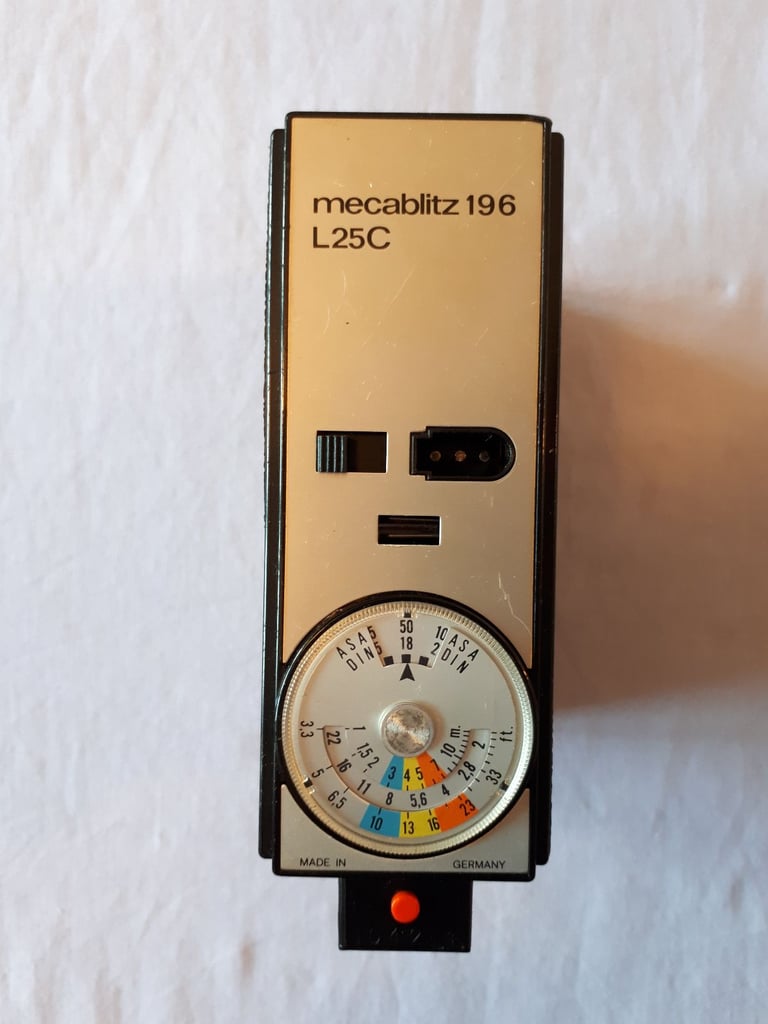 mecablitz 196
L25C
ASA 50 ASA
DIN 18 DIN
3.3 22 1 10 m. 2 ft.
5 16 1,5 2 3 4 5 7 2,8 33
6,5 11 8 5,6 4 23
10 13 16
MADE IN GERMANY